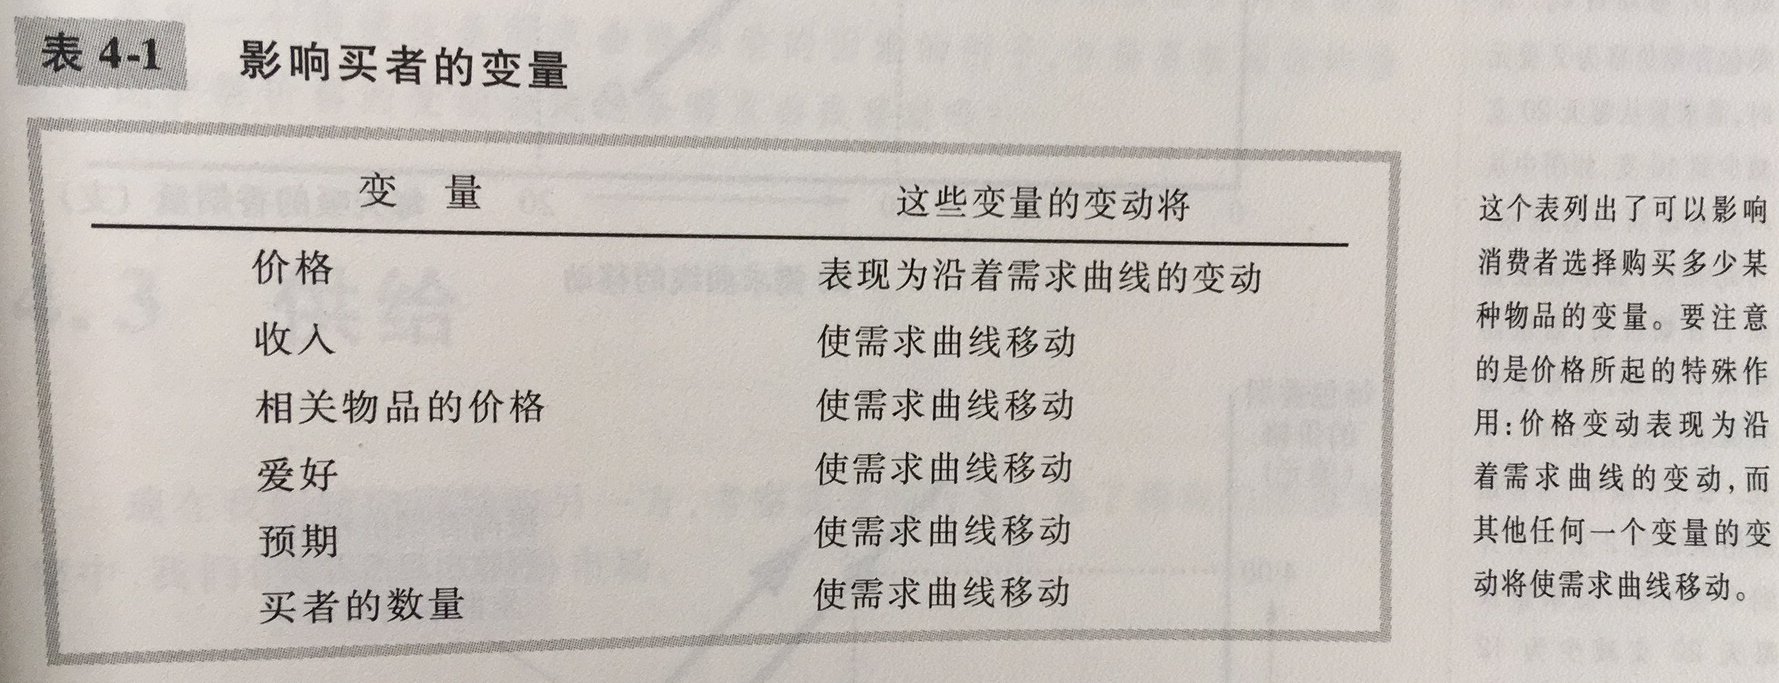 表 4-1 影响买者的变量
变 量 这些变量的变动将
价格 表现为沿着需求曲线的变动
收入 使需求曲线移动
相关物品的价格 使需求曲线移动
爱好 使需求曲线移动
预期 使需求曲线移动
买者的数量 使需求曲线移动
这个表列出了可以影响
消费者选择购买多少某
种物品的变量。要注意
的是价格所起的特殊作
用:价格变动表现为沿
着需求曲线的变动,而
其他任何一个变量的变
动将使需求曲线移动。